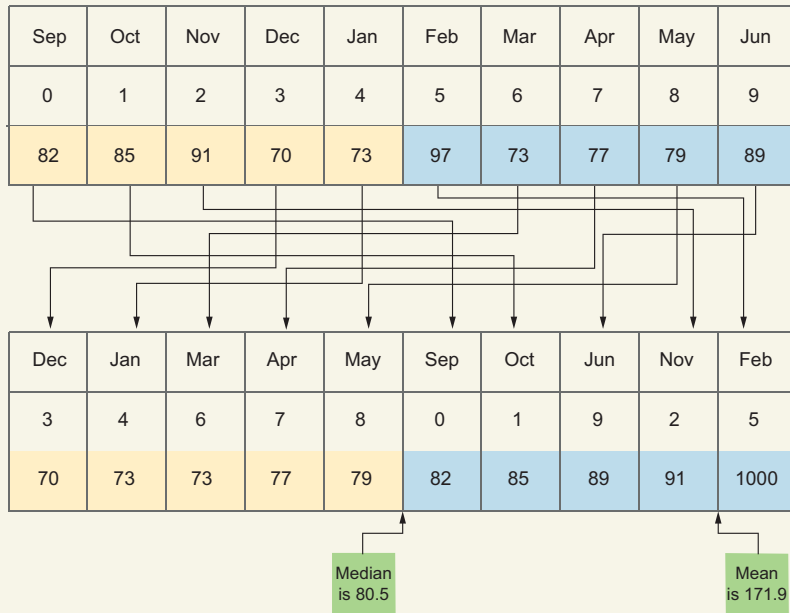 Sep Oct Nov Dec Jan Feb Mar Apr May Jun
0 1 2 3 4 5 6 7 8 9
82 85 91 70 73 97 73 77 79 89
Dec Jan Mar Apr May Sep Oct Jun Nov Feb
3 4 6 7 8 0 1 9 2 5
70 73 73 77 79 82 85 89 91 1000
Median
is 80.5
Mean
is 171.9